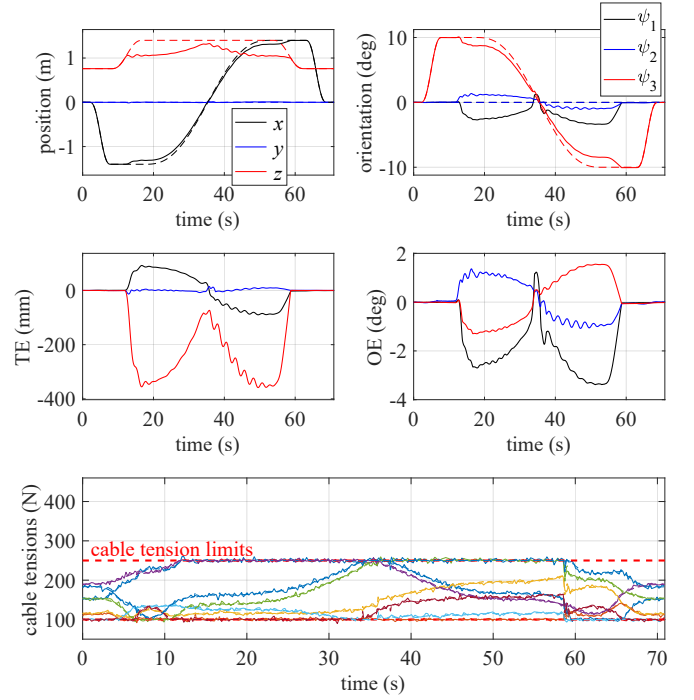 position (m)
1
0
-1
x
y
z
0 20 40 60
time (s)
orientation (deg)
10
0
-10
ψ1
ψ2
ψ3
0 20 40 60
time (s)
TE (mm)
0
-200
-400
0 20 40 60
time (s)
OE (deg)
2
0
-2
-4
0 20 40 60
time (s)
cable tensions (N)
400
300
200
100
cable tension limits
0 10 20 30 40 50 60 70
time (s)